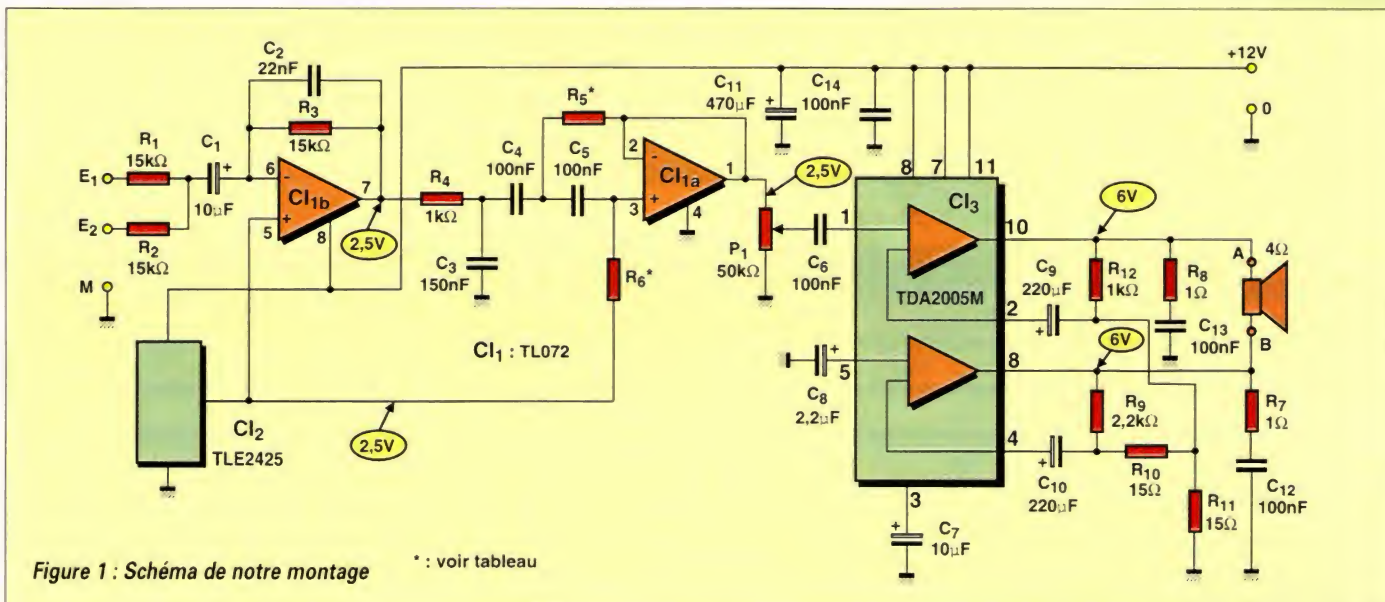 C2
22nF
R3
15kΩ
R1
15kΩ
C1
10µF
E1
R2
15kΩ
E2
M
6
-
CI1b
7
5
+
8
2,5V
R4
1kΩ
C3
150nF
C4
100nF
C5
100nF
R5*
2
-
CI1a
1
3
+
4
R6*
CI1 : TL072
CI2
TLE2425
2,5V
C11
470µF
+
C14
100nF
+12V
0
2,5V
P1
50kΩ
C6
100nF
1
8
7
11
CI3
TDA2005M
10
2
8
4
5
3
C8
2,2µF
+
C7
10µF
+
6V
C9
220µF
+
R12
1kΩ
R8
1Ω
C13
100nF
4Ω
A
B
6V
R9
2,2kΩ
C10
220µF
+
R10
15Ω
R11
15Ω
R7
1Ω
C12
100nF
Figure 1 : Schéma de notre montage
* : voir tableau